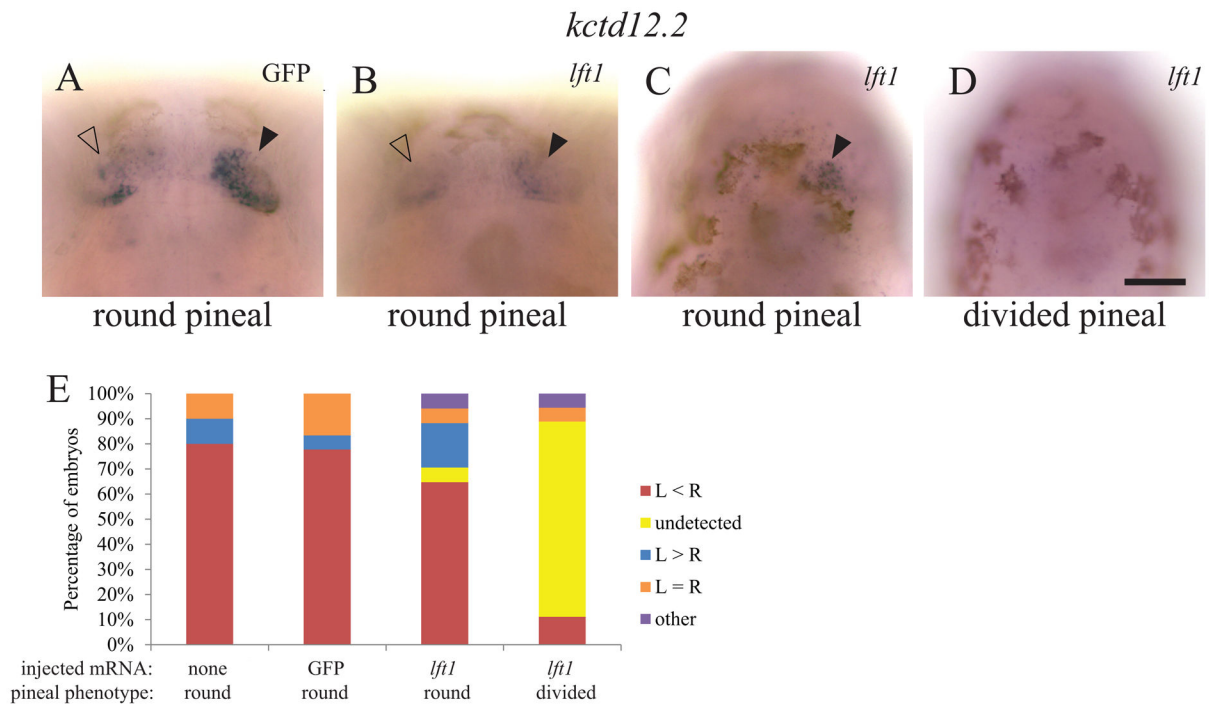 kctd12.2
A GFP
B lft1
C lft1
D lft1
round pineal
round pineal
round pineal
divided pineal
E
100%
90%
80%
70%
60%
50%
40%
30%
20%
10%
0%
Percentage of embryos
L < R
undetected
L > R
L = R
other
injected mRNA: none GFP lft1 lft1
pineal phenotype: round round round divided